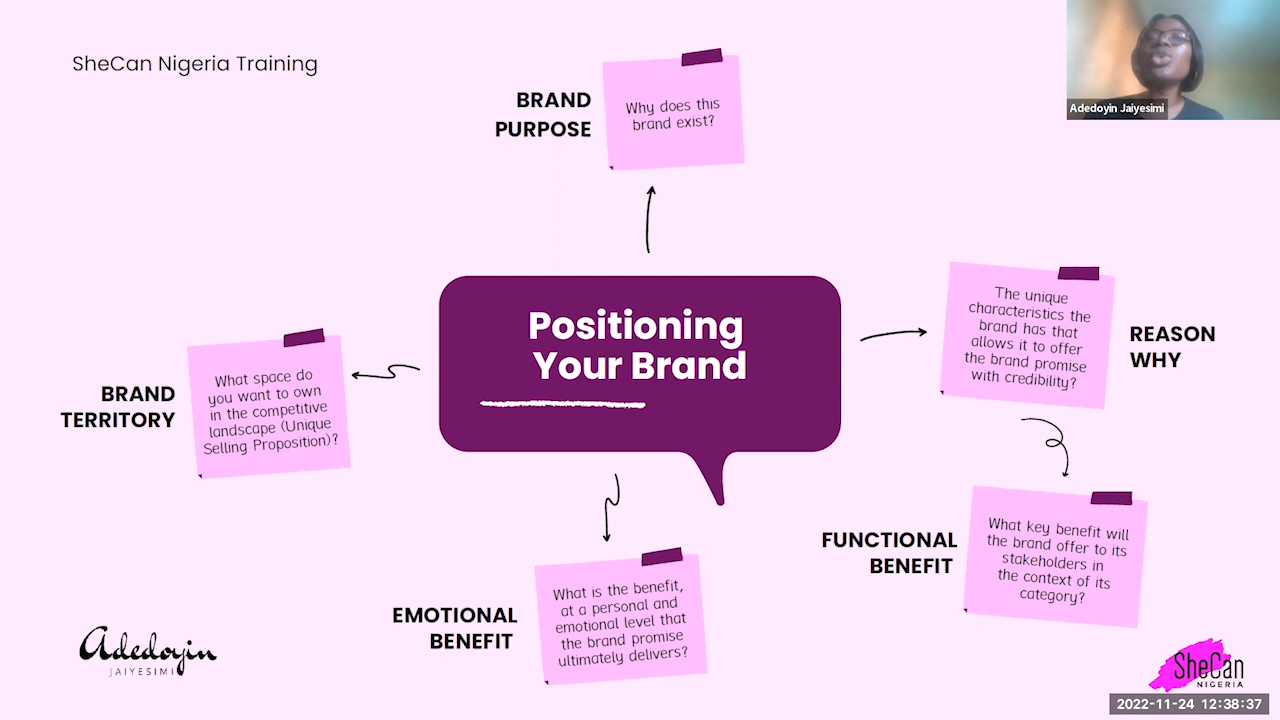 SheCan Nigeria Training
BRAND
PURPOSE
Why does this
brand exist?
Adedoyin Jaiyesimi
Positioning
Your Brand
The unique
characteristics the
brand has that
allows it to offer
the brand promise
with credibility?
REASON
WHY
BRAND
TERRITORY
What space do
you want to own
in the competitive
landscape (Unique
Selling Proposition)?
FUNCTIONAL
BENEFIT
What key benefit will
the brand offer to its
stakeholders in
the context of its
category?
EMOTIONAL
BENEFIT
What is the benefit,
at a personal and
emotional level that
the brand promise
ultimately delivers?
Adedoyin
JAIYESIMI
SheCan
NIGERIA
2022-11-24 12:38:37